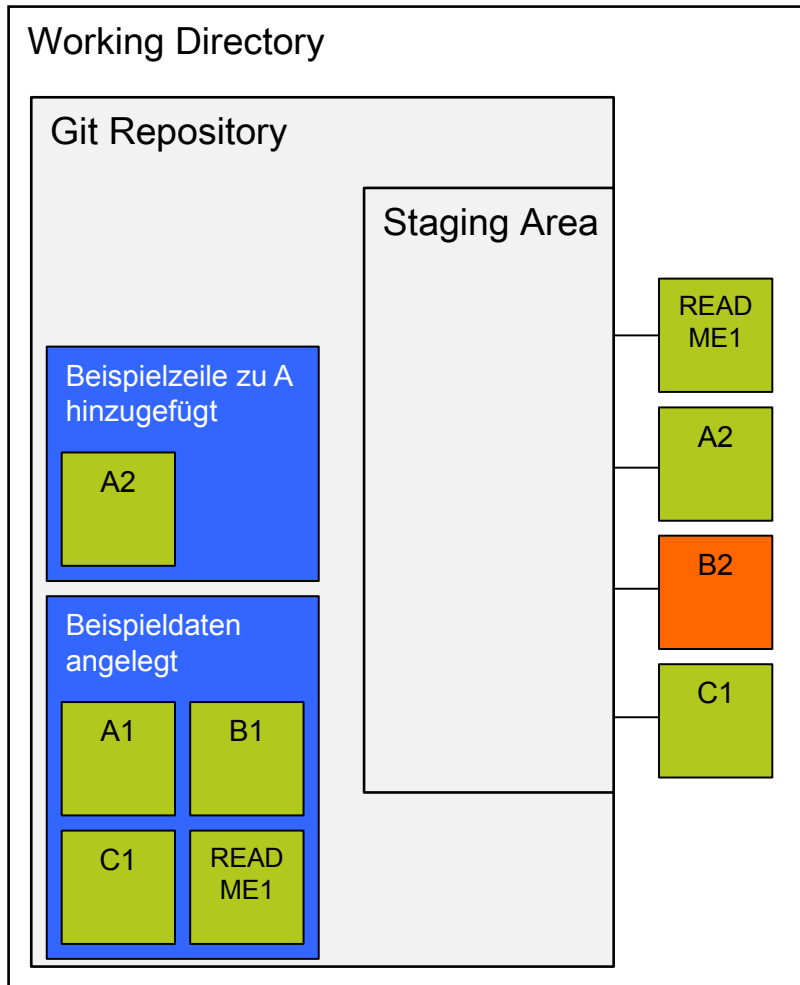 Working Directory
Git Repository
Staging Area
READ
ME1
A2
B2
C1
Beispielzeile zu A
hinzugefügt
A2
Beispieldaten
angelegt
A1
B1
C1
READ
ME1